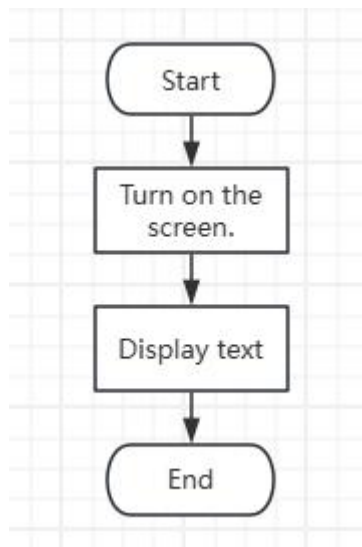 Start
Turn on the
screen.
Display text
End